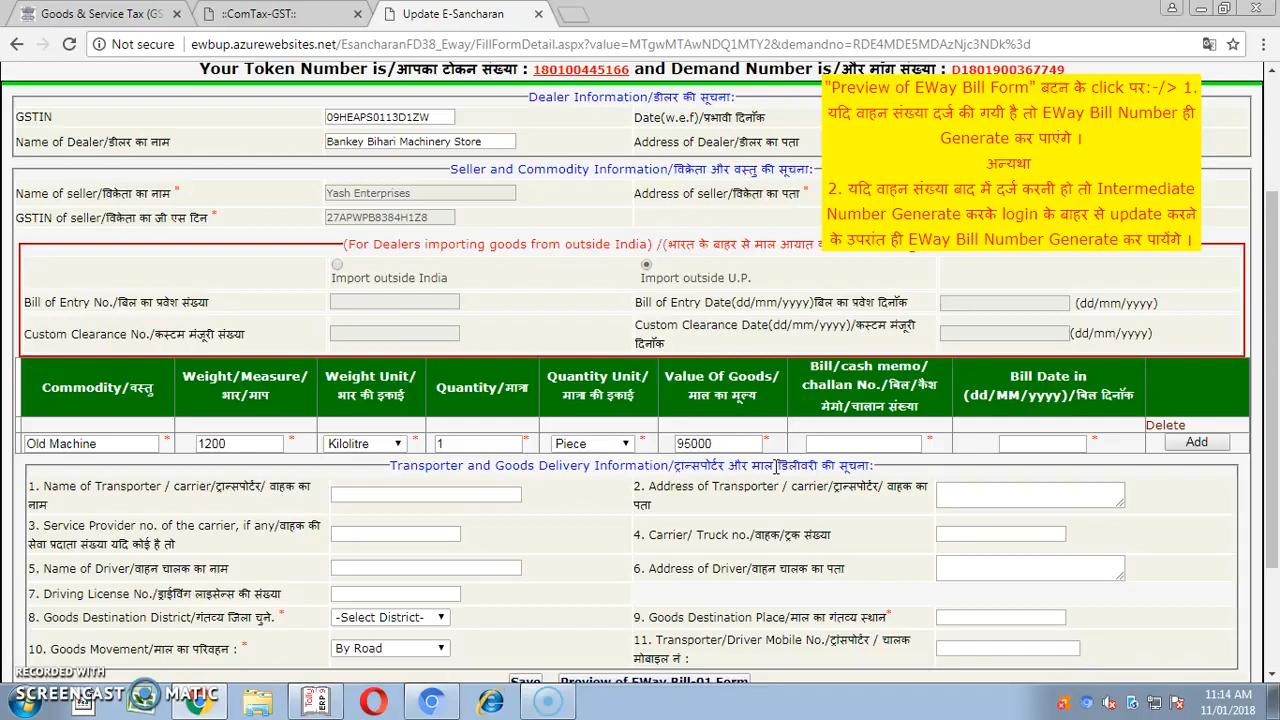 Goods & Service Tax (GS
::ComTax-GST::
Update E-Sancharan
Not secure
ewbup.azurewebsites.net/EsancharanFD38_Eway/FillFormDetail.aspx?value=MTgwMTAwNDQ1MTY2&demandno=RDE4MDE5MDAzNjc3NDk%3d
Your Token Number is/आपका टोकन संख्या : 180100445166 and Demand Number is/और मांग संख्या : D1801900367749
Dealer Information/डीलर की सूचना:
GSTIN 09HEAPS0113D1ZW Date(w.e.f)/प्रभावी दिनाँक
Name of Dealer/डीलर का नाम Bankey Bihari Machinery Store Address of Dealer/डीलर का पता
"Preview of EWay Bill Form" बटन के click पर:-/> 1.
यदि वाहन संख्या दर्ज की गयी है तो EWay Bill Number ही
Generate कर पाएंगे ।
अन्यथा
2. यदि वाहन संख्या बाद में दर्ज करनी हो तो Intermediate
Number Generate करके login के बाहर से update करने
के उपरांत ही EWay Bill Number Generate कर पायेंगे ।
Seller and Commodity Information/विक्रेता और वस्तु की सूचना:
Name of seller/विकेता का नाम * Yash Enterprises Address of seller/विकेता का पता *
GSTIN of seller/विकेता का जी एस टिन * 27APWPB8384H1Z8
(For Dealers importing goods from outside India) /(भारत के बाहर से माल आयात क
Import outside India Import outside U.P.
Bill of Entry No./बिल का प्रवेश संख्या Bill of Entry Date(dd/mm/yyyy)बिल का प्रवेश दिनाँक (dd/mm/yyyy)
Custom Clearance No./कस्टम मंजूरी संख्या Custom Clearance Date(dd/mm/yyyy)/कस्टम मंजूरी दिनाँक (dd/mm/yyyy)
Commodity/वस्तु Weight/Measure/ भार/माप Weight Unit/ भार की इकाई Quantity/मात्रा Quantity Unit/ मात्रा की इकाई Value Of Goods/ माल का मूल्य Bill/cash memo/ challan No./बिल/कैश मेमो/चालान संख्या Bill Date in (dd/MM/yyyy)/बिल दिनाँक
Delete
Old Machine * 1200 * Kilolitre * 1 * Piece * 95000 * * * Add
Transporter and Goods Delivery Information/ट्रान्सपोर्टर और माल डिलीवरी की सूचना:
1. Name of Transporter / carrier/ट्रान्सपोर्टर/ वाहक का नाम
2. Address of Transporter / carrier/ट्रान्सपोर्टर/ वाहक का पता
3. Service Provider no. of the carrier, if any/वाहक की सेवा प्रदाता संख्या यदि कोई है तो
4. Carrier/ Truck no./वाहक/ट्रक संख्या
5. Name of Driver/वाहन चालक का नाम
6. Address of Driver/वाहन चालक का पता
7. Driving License No./ड्राईविंग लाइसेन्स की संख्या
8. Goods Destination District/गंतव्य जिला चुने. * -Select District-
9. Goods Destination Place/माल का गंतव्य स्थान*
10. Goods Movement/माल का परिवहन : * By Road
11. Transporter/Driver Mobile No./ट्रांसपोर्टर / चालक मोबाइल नं :
Save Preview of EWay Bill-01 Form
RECORDED WITH
SCREENCAST MATIC
Tally ERP 9
11:14 AM
11/01/2018